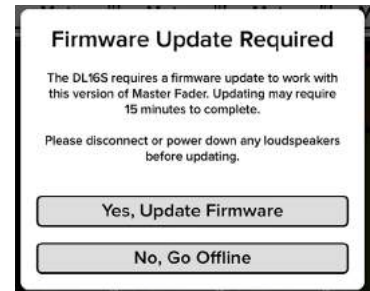 Firmware Update Required
The DL16S requires a firmware update to work with
this version of Master Fader. Updating may require
15 minutes to complete.
Please disconnect or power down any loudspeakers
before updating.
Yes, Update Firmware
No, Go Offline